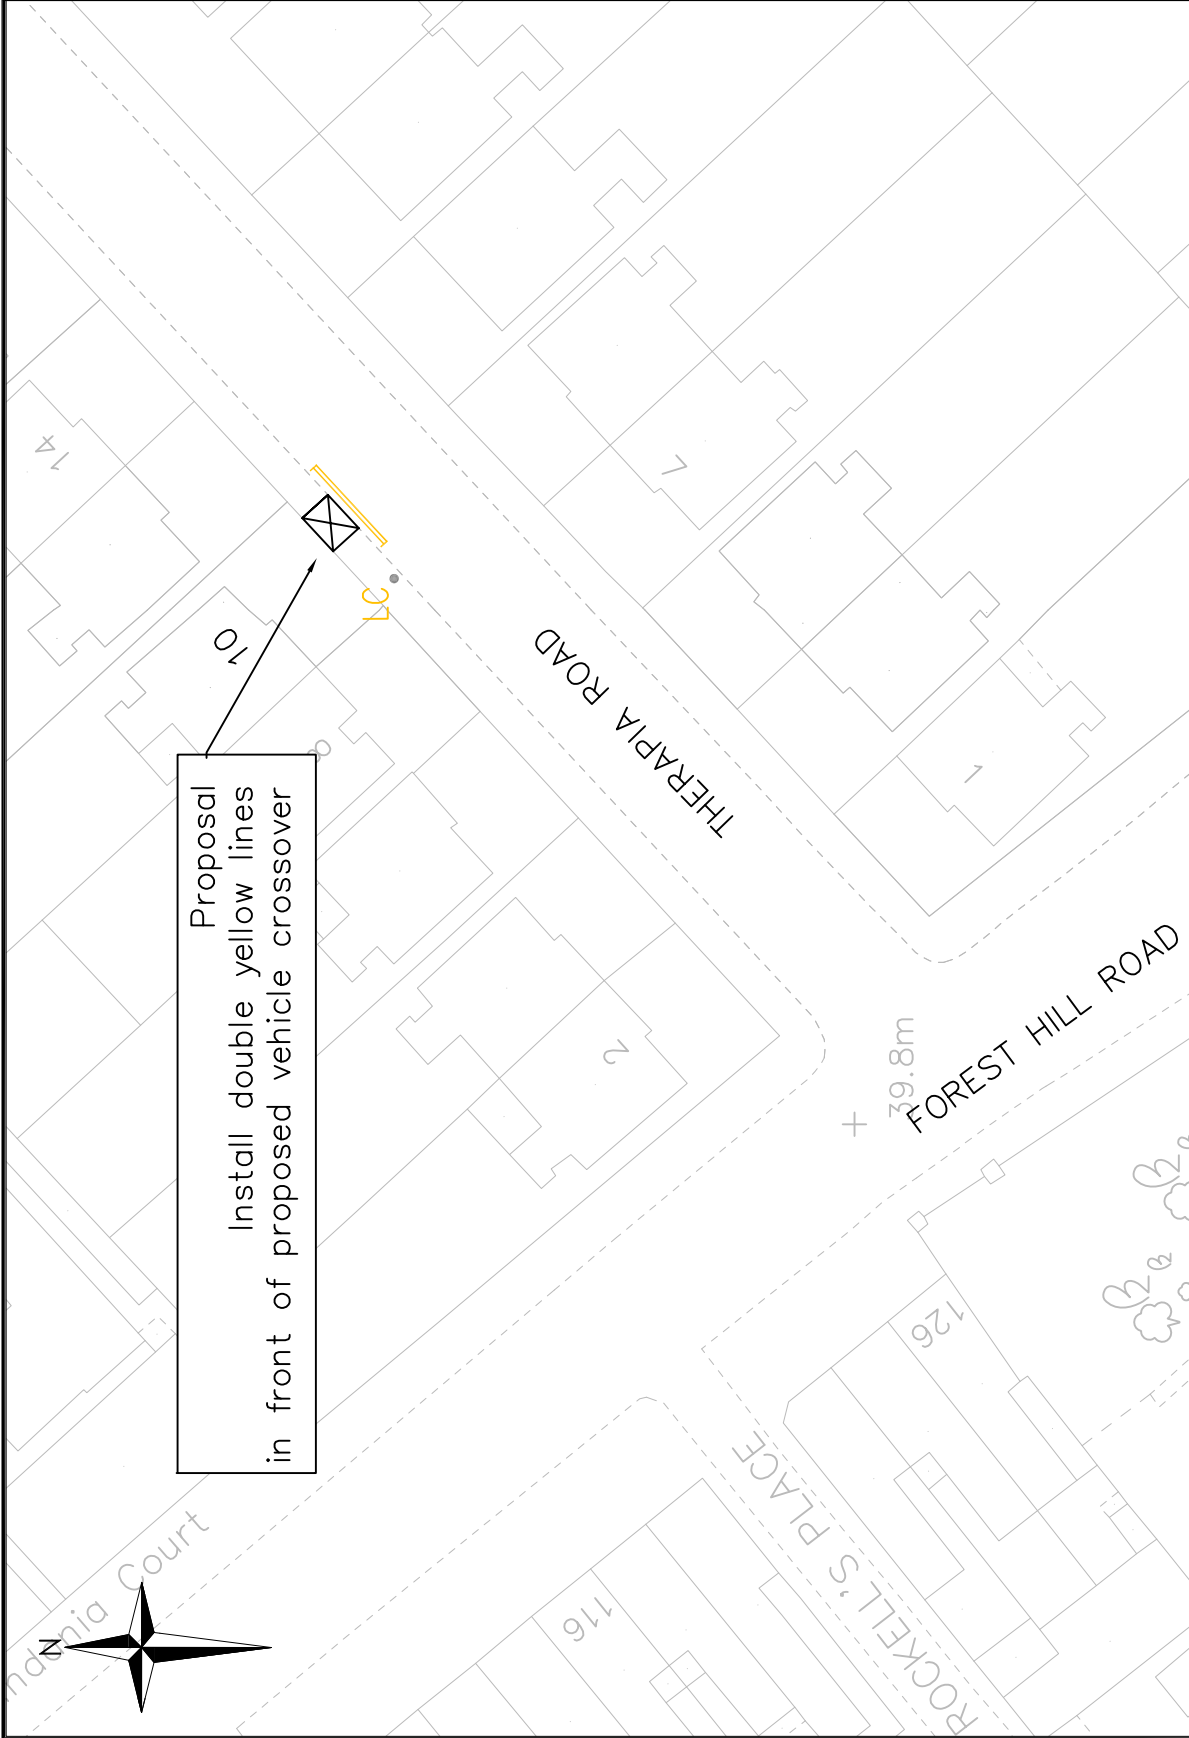 Proposal
Install double yellow lines
in front of proposed vehicle crossover
10
14
8
7
1
2
LC
THERAPIA ROAD
FOREST HILL ROAD
39.8m
126
116
ROCKELL'S PLACE
Court
N